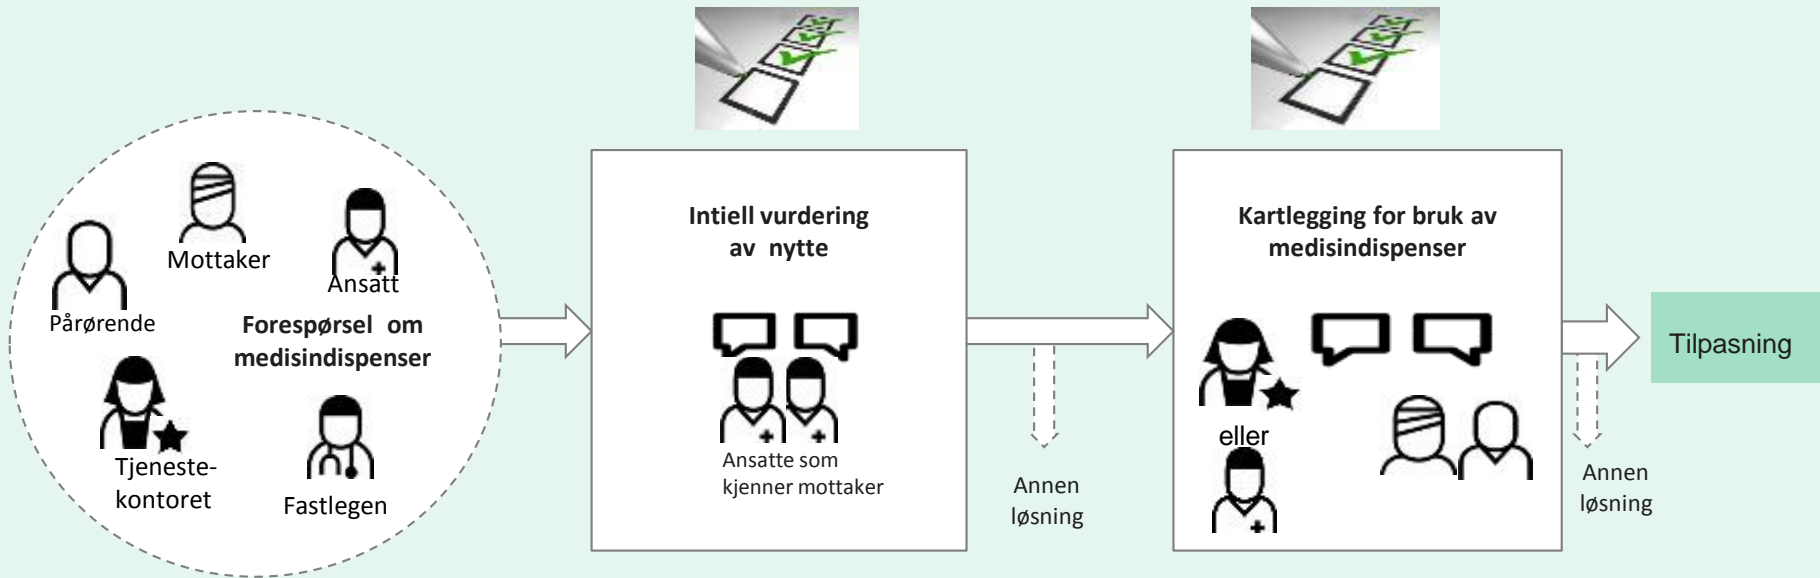 Mottaker
Ansatt
Pårørende
Forespørsel om
medisindispenser
Tjeneste-
kontoret
Fastlegen
Intiell vurdering
av nytte
Ansatte som
kjenner mottaker
Annen
løsning
Kartlegging for bruk av
medisindispenser
eller
Annen
løsning
Tilpasning